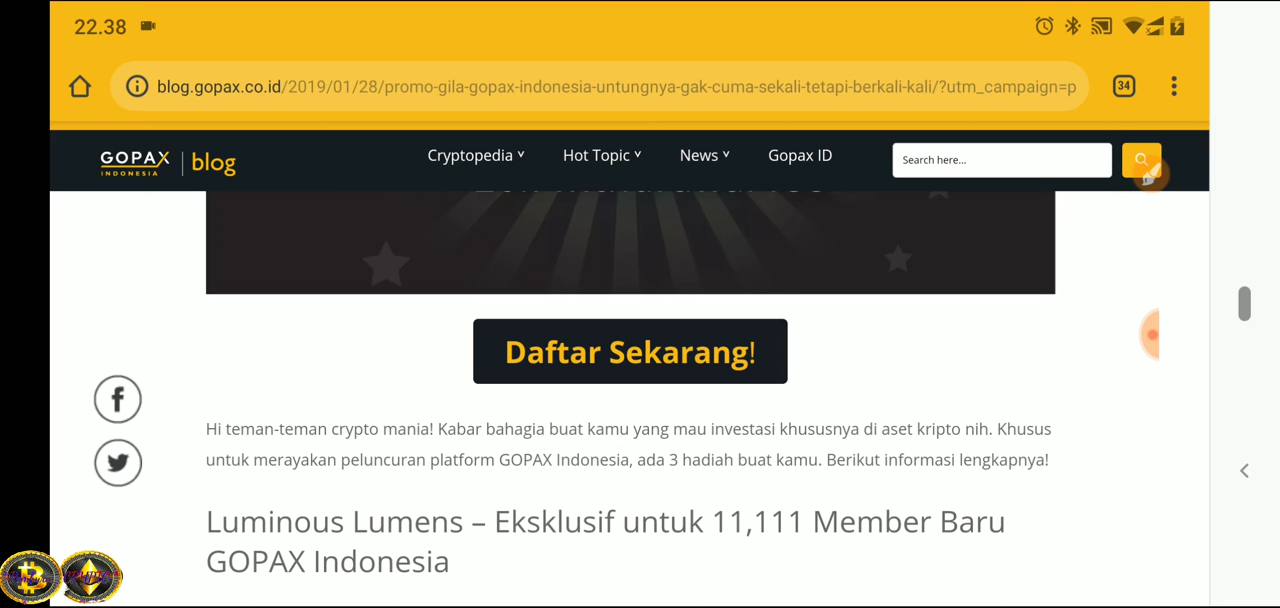 22.38
blog.gopax.co.id/2019/01/28/promo-gila-gopax-indonesia-untungnya-gak-cuma-sekali-tetapi-berkali-kali/?utm_campaign=p
34
GOPAX INDONESIA | blog
Cryptopedia
Hot Topic
News
Gopax ID
Search here...
Daftar Sekarang!
Hi teman-teman crypto mania! Kabar bahagia buat kamu yang mau investasi khususnya di aset kripto nih. Khusus
untuk merayakan peluncuran platform GOPAX Indonesia, ada 3 hadiah buat kamu. Berikut informasi lengkapnya!
Luminous Lumens – Eksklusif untuk 11,111 Member Baru
GOPAX Indonesia